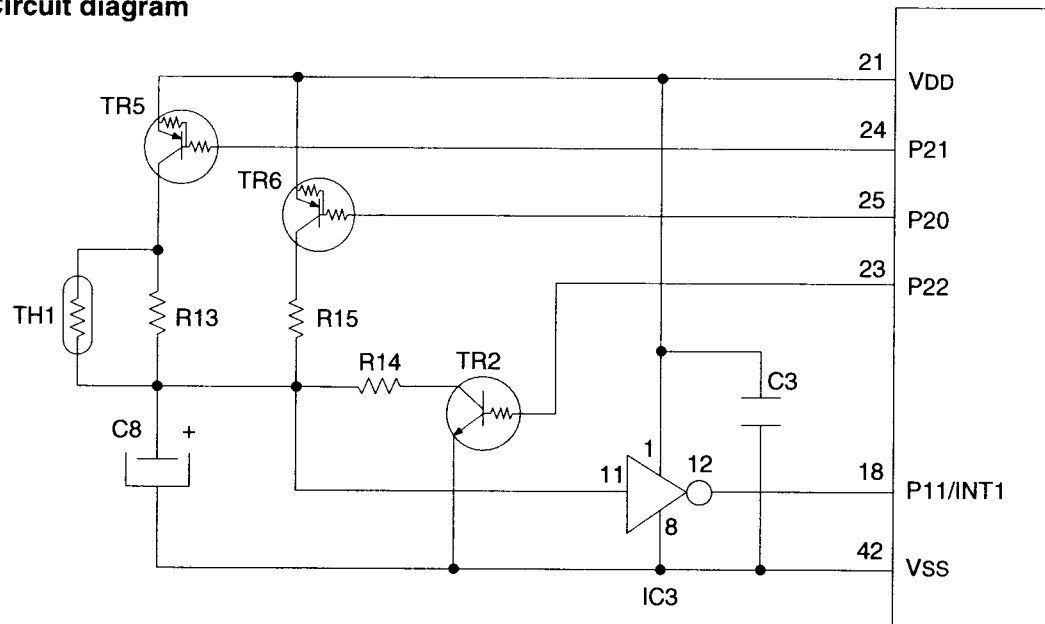 Circuit diagram
21
VDD
TR5
24
P21
TR6
25
P20
23
P22
TH1
R13
R15
R14
TR2
C3
C8
+
1
12
11
18
P11/INT1
8
42
VSS
IC3